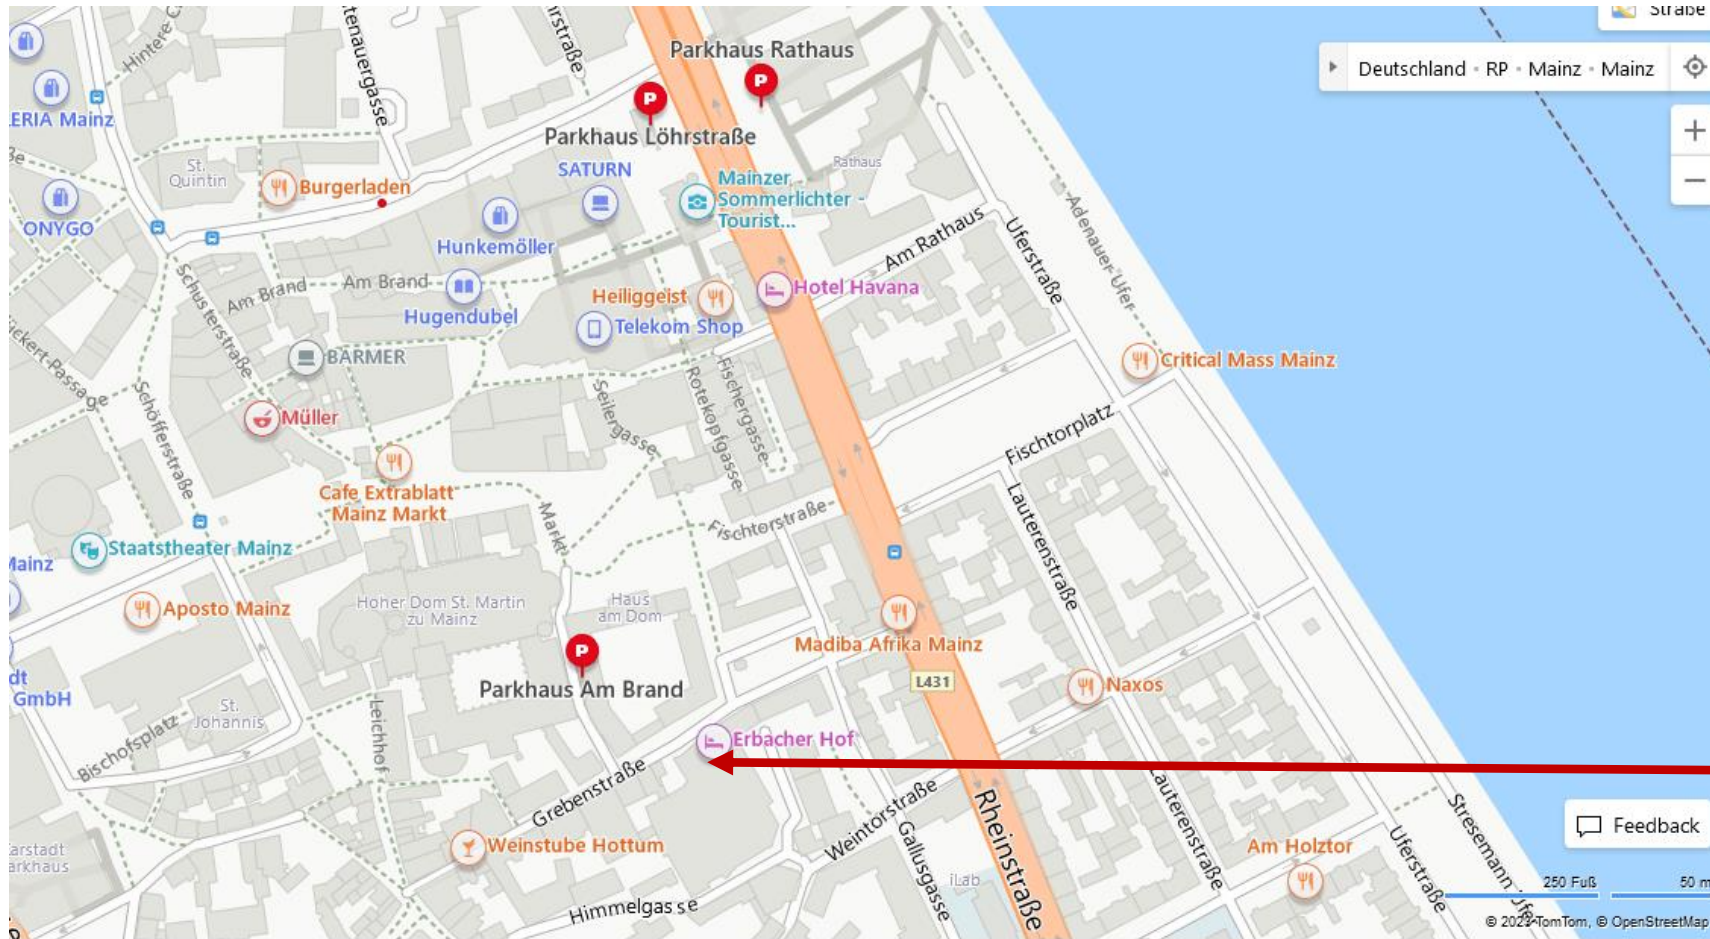 Straße
Deutschland · RP · Mainz · Mainz
Parkhaus Rathaus
P
P
Parkhaus Löhrstraße
Hintere
SATURN
Rathaus
St.
Quintin
Burgerladen
Mainzer
Sommerlichter -
Tourist...
ONYGO
Hunkemöller
Am Rathaus
Uferstraße
Adenauer-Ufer
Schusterstraße
Am Brand
Am Brand
Hugendubel
Heiliggeist
Hotel Havana
Telekom Shop
BARMER
Critical Mass Mainz
Schöfferstraße
Müller
Seilergasse
Rotekopfgasse
Fischergasse
Fischtorplatz
Cafe Extrablatt
Mainz Markt
Markt
Fischtorstraße
Lauterenstraße
Staatstheater Mainz
Mainz
Aposto Mainz
Hoher Dom St. Martin
zu Mainz
Haus
am Dom
Madiba Afrika Mainz
P
Parkhaus Am Brand
L431
Naxos
GmbH
St.
Johannis
Bischofsplatz
Leichhof
Erbacher Hof
Grebenstraße
Weintorstraße
Rheinstraße
Lauterenstraße
Gallusgasse
Weinstube Hottum
Am Holztor
Uferstraße
Stresemann-Ufer
Feedback
iLab
Himmelgasse
250 Fuß
50 m
© 2023 TomTom, © OpenStreetMap